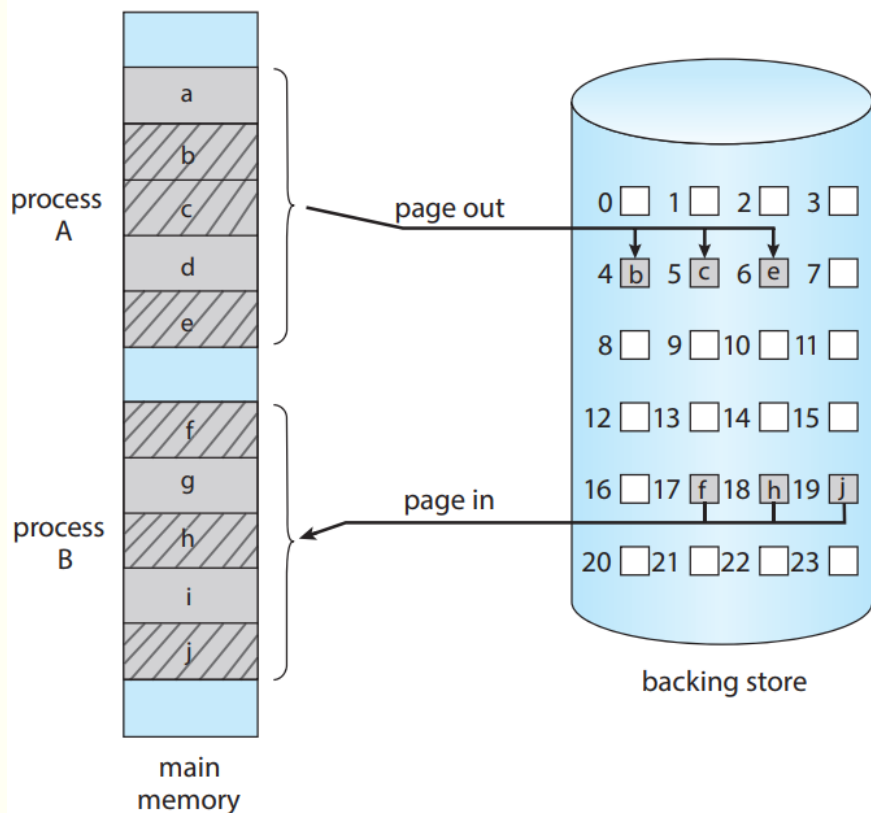 a
b
process
A
c
d
e
page out
0 1 2 3
4 b 5 c 6 e 7
8 9 10 11
12 13 14 15
f
g
process
B
h
i
j
page in
16 17 f 18 h 19 j
20 21 22 23
backing store
main
memory